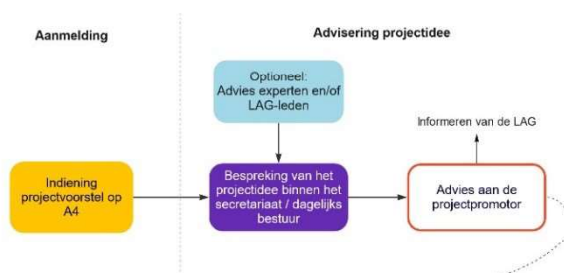 Aanmelding
Advisering projectidee
Optioneel:
Advies experten en/of
LAG-leden
Informeren van de LAG
Indiening
projectvoorstel op
A4
Bespreking van het
projectidee binnen het
secretariaat / dagelijks
bestuur
Advies aan de
projectpromotor